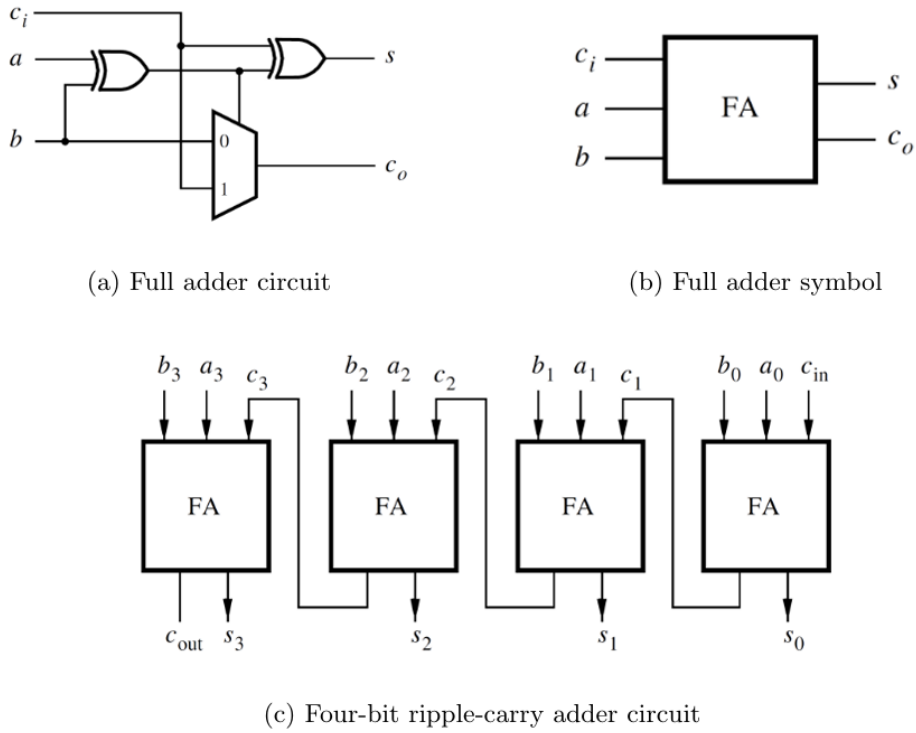 c_i
a
b
s
0
1
c_o
(a) Full adder circuit
c_i
a
b
FA
s
c_o
(b) Full adder symbol
b_3 a_3 c_3 b_2 a_2 c_2 b_1 a_1 c_1 b_0 a_0 c_in
FA FA FA FA
c_out s_3 s_2 s_1 s_0
(c) Four-bit ripple-carry adder circuit